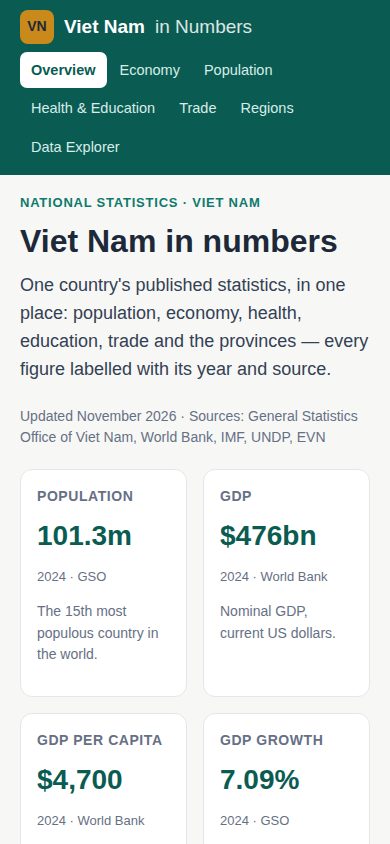 VN Viet Nam in Numbers
Overview Economy Population
Health & Education Trade Regions
Data Explorer
NATIONAL STATISTICS · VIET NAM
Viet Nam in numbers
One country's published statistics, in one
place: population, economy, health,
education, trade and the provinces — every
figure labelled with its year and source.
Updated November 2026 · Sources: General Statistics
Office of Viet Nam, World Bank, IMF, UNDP, EVN
POPULATION
101.3m
2024 · GSO
The 15th most
populous country in
the world.
GDP
$476bn
2024 · World Bank
Nominal GDP,
current US dollars.
GDP PER CAPITA
$4,700
2024 · World Bank
GDP GROWTH
7.09%
2024 · GSO